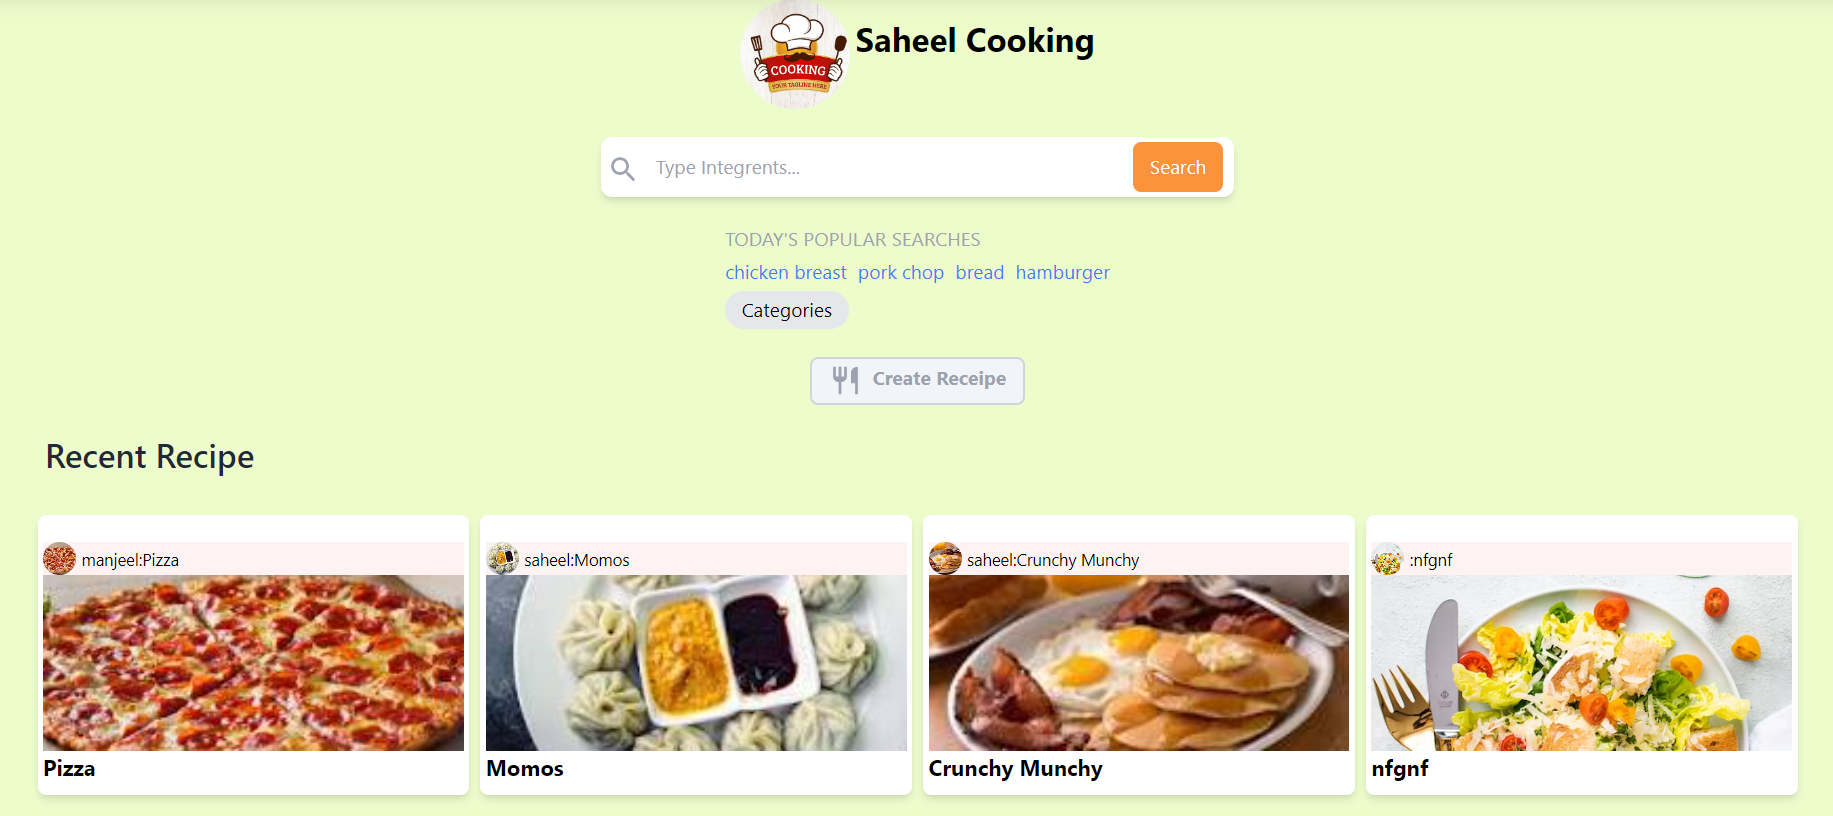 COOKING
YOUR TAGLINE HERE
Saheel Cooking
Type Integrents...
Search
TODAY'S POPULAR SEARCHES
chicken breast pork chop bread hamburger
Categories
Create Receipe
Recent Recipe
manjeel:Pizza
Pizza
saheel:Momos
Momos
saheel:Crunchy Munchy
Crunchy Munchy
:nfgnf
nfgnf